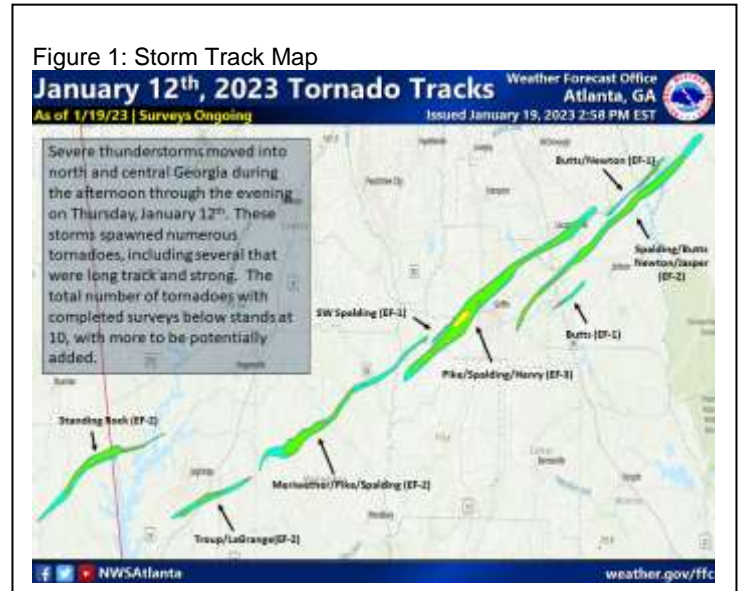 Figure 1: Storm Track Map
January 12th, 2023 Tornado Tracks
Weather Forecast Office
Atlanta, GA
As of 1/19/23 | Surveys Ongoing
Issued January 19, 2023 2:58 PM EST
Severe thunderstorms moved into
north and central Georgia during
the afternoon through the evening
on Thursday, January 12th. These
storms spawned numerous
tornadoes, including several that
were long track and strong. The
total number of tornadoes with
completed surveys below stands at
10, with more to be potentially
added.
Butts/Newton (EF-1)
Spalding/Butts
Newton/Jasper
(EF-2)
SW Spalding (EF-1)
Griffin
Butts (EF-1)
Pike/Spalding/Henry (EF-3)
Standing Rock (EF-2)
Meriwether/Pike/Spalding (EF-2)
Troup/LaGrange(EF-2)
NWSAtlanta
weather.gov/ffc